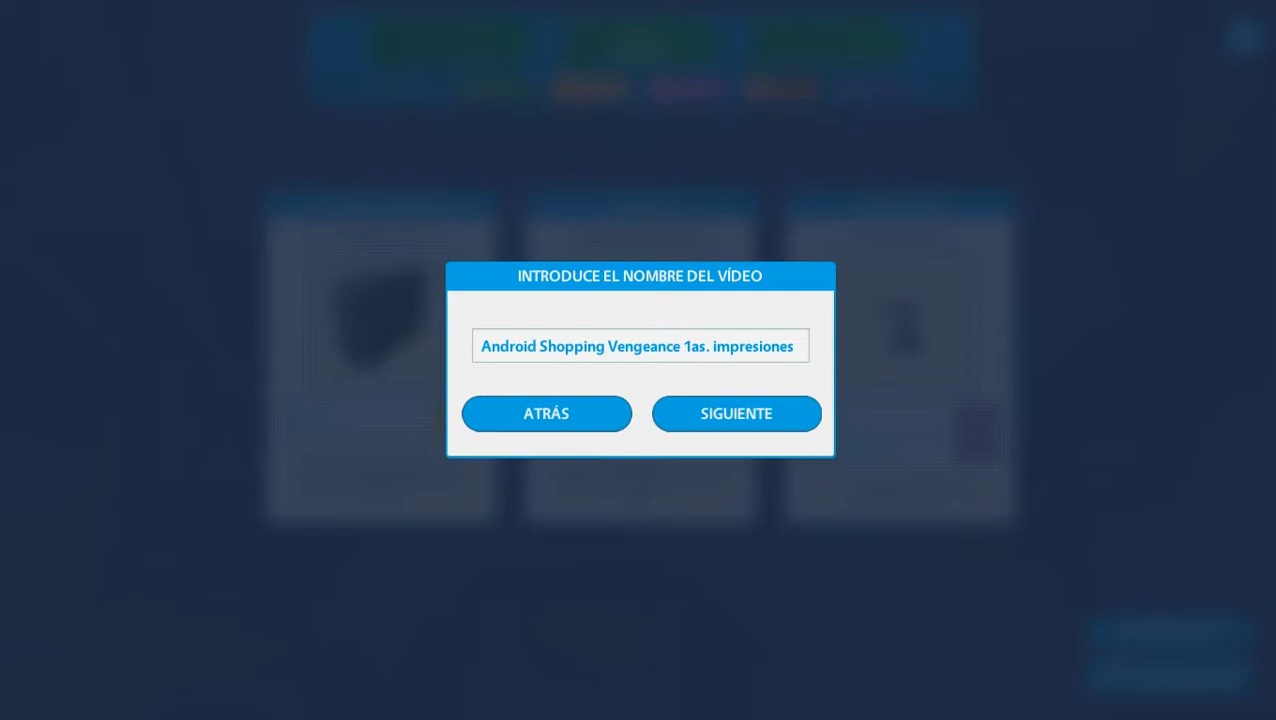 INTRODUCE EL NOMBRE DEL VÍDEO
Android Shopping Vengeance 1as. impresiones
ATRÁS
SIGUIENTE